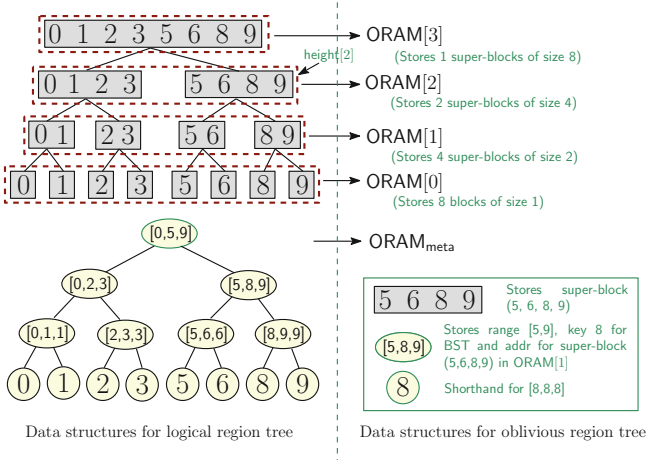 0 1 2 3 5 6 8 9
ORAM[3]
(Stores 1 super-blocks of size 8)
height[2]
0 1 2 3
5 6 8 9
ORAM[2]
(Stores 2 super-blocks of size 4)
0 1
2 3
5 6
8 9
ORAM[1]
(Stores 4 super-blocks of size 2)
0
1
2
3
5
6
8
9
ORAM[0]
(Stores 8 blocks of size 1)
[0,5,9]
ORAMmeta
[0,2,3]
[5,8,9]
[0,1,1]
[2,3,3]
[5,6,6]
[8,9,9]
0
1
2
3
5
6
8
9
5 6 8 9
Stores super-block
(5, 6, 8, 9)
[5,8,9]
Stores range [5,9], key 8 for
BST and addr for super-block
(5,6,8,9) in ORAM[1]
8
Shorthand for [8,8,8]
Data structures for logical region tree
Data structures for oblivious region tree